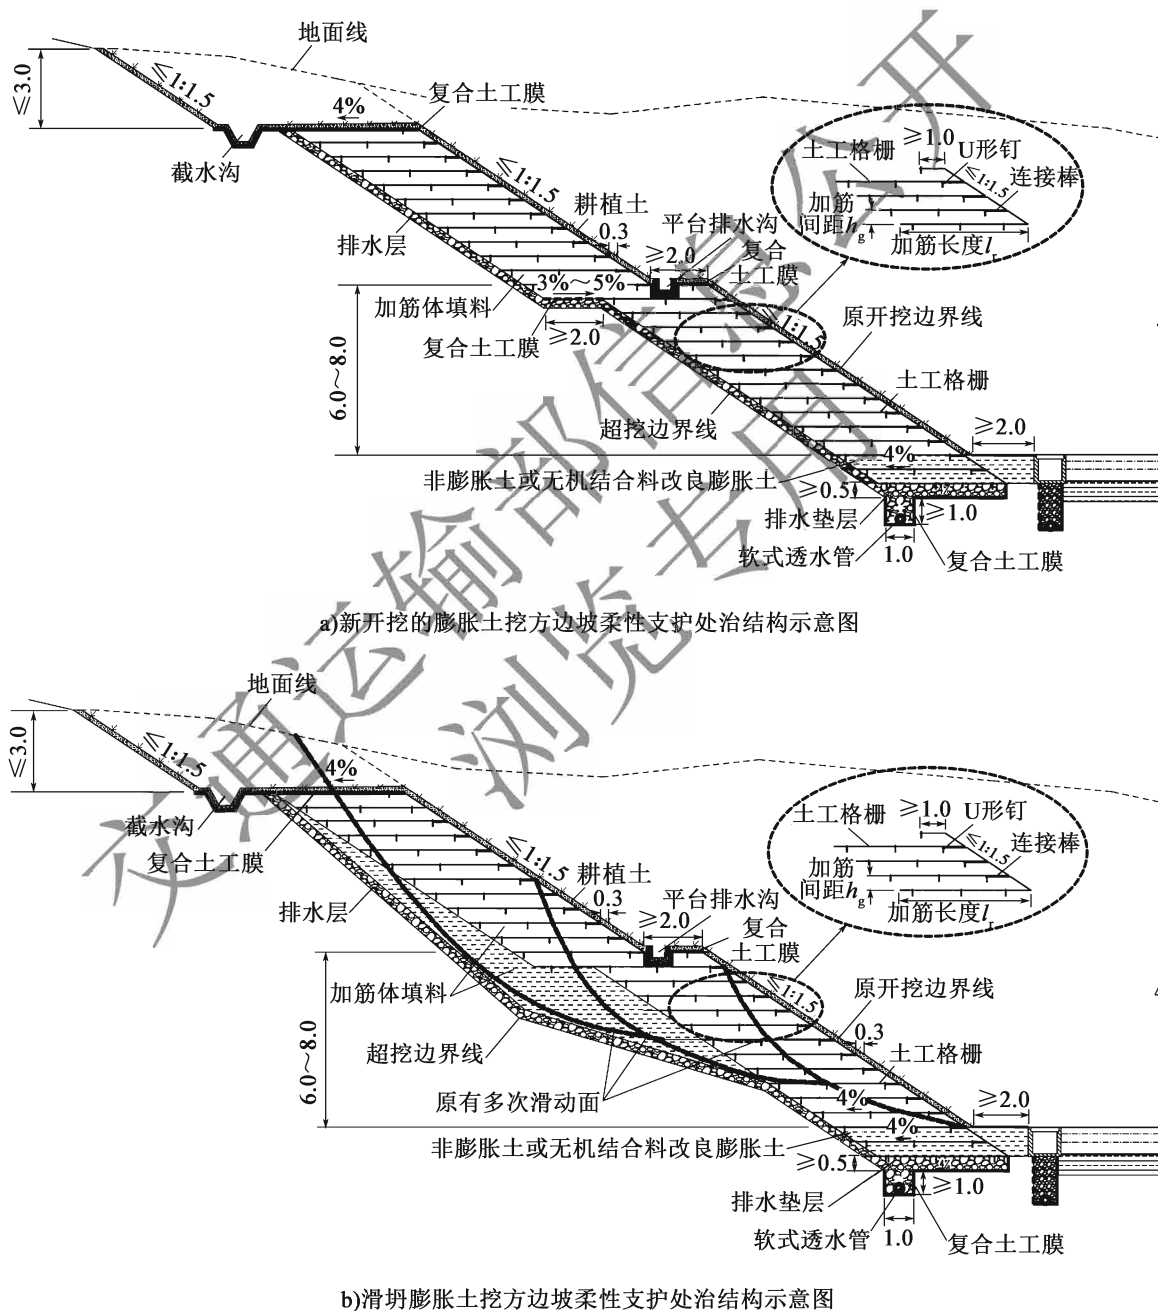 地面线
≤3.0
≤1:1.5
复合土工膜
4%
截水沟
≤1:1.5
耕植土
0.3
排水层
平台排水沟
≥2.0
复合
土工膜
≥1.0
土工格栅
U形钉
≤1:1.5
连接棒
加筋
间距hg
加筋长度lr
3%～5%
加筋体填料
复合土工膜
≥2.0
≤1:1.5
原开挖边界线
6.0～8.0
土工格栅
超挖边界线
≥2.0
4%
非膨胀土或无机结合料改良膨胀土
≥0.5
排水垫层
≥1.0
软式透水管
1.0
复合土工膜
a)新开挖的膨胀土挖方边坡柔性支护处治结构示意图
地面线
≤3.0
≤1:1.5
4%
截水沟
复合土工膜
≤1:1.5
耕植土
0.3
排水层
平台排水沟
≥2.0
复合
土工膜
≥1.0
土工格栅
U形钉
≤1:1.5
连接棒
加筋
间距hg
加筋长度lr
加筋体填料
≤1:1.5
原开挖边界线
6.0～8.0
超挖边界线
0.3
土工格栅
原有多次滑动面
4%
≥2.0
4%
非膨胀土或无机结合料改良膨胀土
≥0.5
排水垫层
≥1.0
软式透水管
1.0
复合土工膜
b)滑坍膨胀土挖方边坡柔性支护处治结构示意图
交通运输部信息公开
浏览专用